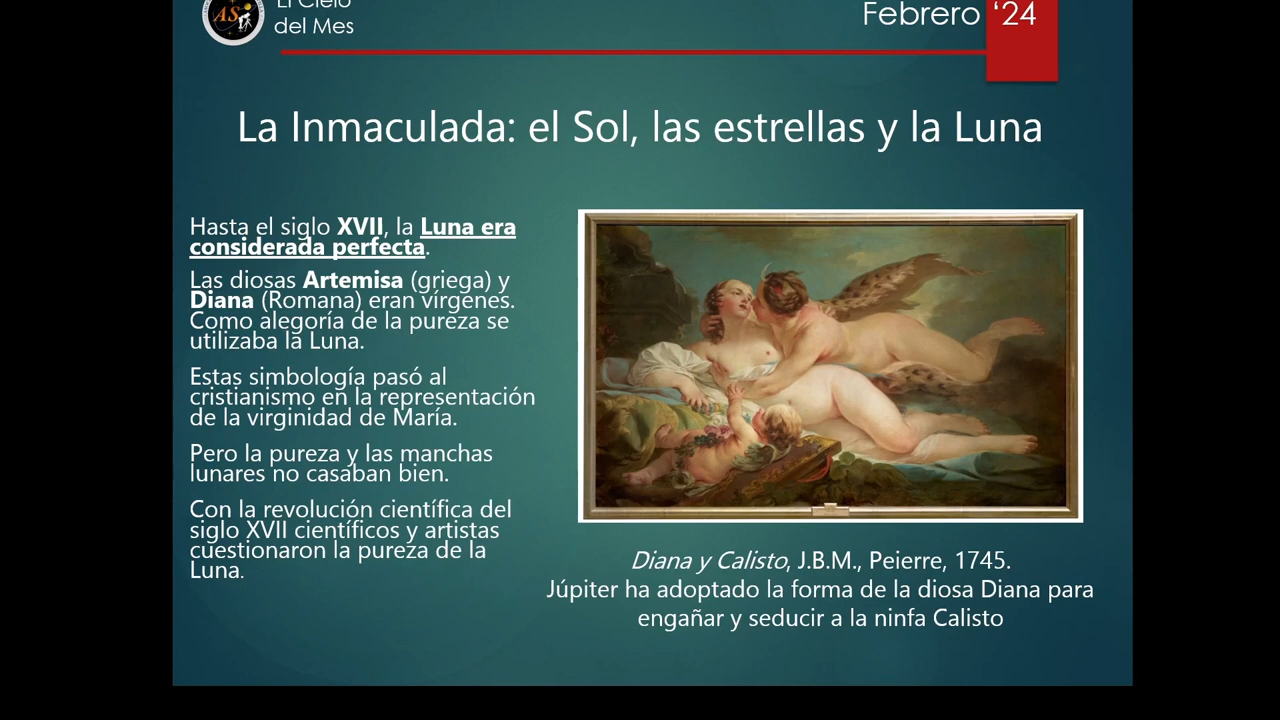 El Cielo
del Mes
Febrero ‘24
La Inmaculada: el Sol, las estrellas y la Luna
Hasta el siglo XVII, la Luna era
considerada perfecta.
Las diosas Artemisa (griega) y
Diana (Romana) eran vírgenes.
Como alegoría de la pureza se
utilizaba la Luna.
Estas simbología pasó al
cristianismo en la representación
de la virginidad de María.
Pero la pureza y las manchas
lunares no casaban bien.
Con la revolución científica del
siglo XVII científicos y artistas
cuestionaron la pureza de la
Luna.
Diana y Calisto, J.B.M., Peierre, 1745.
Júpiter ha adoptado la forma de la diosa Diana para
engañar y seducir a la ninfa Calisto
AS